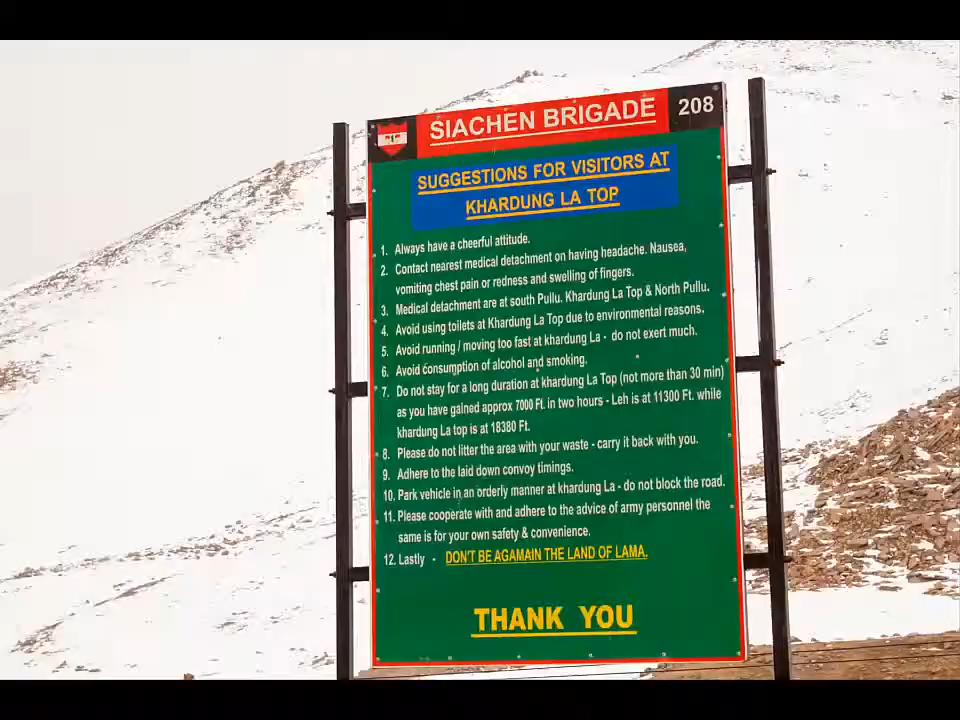 SIACHEN BRIGADE 208
SUGGESTIONS FOR VISITORS AT
KHARDUNG LA TOP
1. Always have a cheerful attitude.
2. Contact nearest medical detachment on having headache. Nausea,
vomiting chest pain or redness and swelling of fingers.
3. Medical detachment are at south Pullu. Khardung La Top & North Pullu.
4. Avoid using toilets at Khardung La Top due to environmental reasons,
5. Avoid running / moving too fast at khardung La - do not exert much.
6. Avoid consumption of alcohol and smoking.
7. Do not stay for a long duration at khardung La Top (not more than 30 min)
as you have gained approx 7000 Ft. in two hours - Leh is at 11300 Ft. while
khardung La top is at 18380 Ft.
8. Please do not litter the area with your waste - carry it back with you.
9. Adhere to the laid down convoy timings.
10. Park vehicle in an orderly manner at khardung La - do not block the road.
11. Please cooperate with and adhere to the advice of army personnel the
same is for your own safety & convenience.
12. Lastly - DON'T BE AGAMAIN THE LAND OF LAMA.
THANK YOU